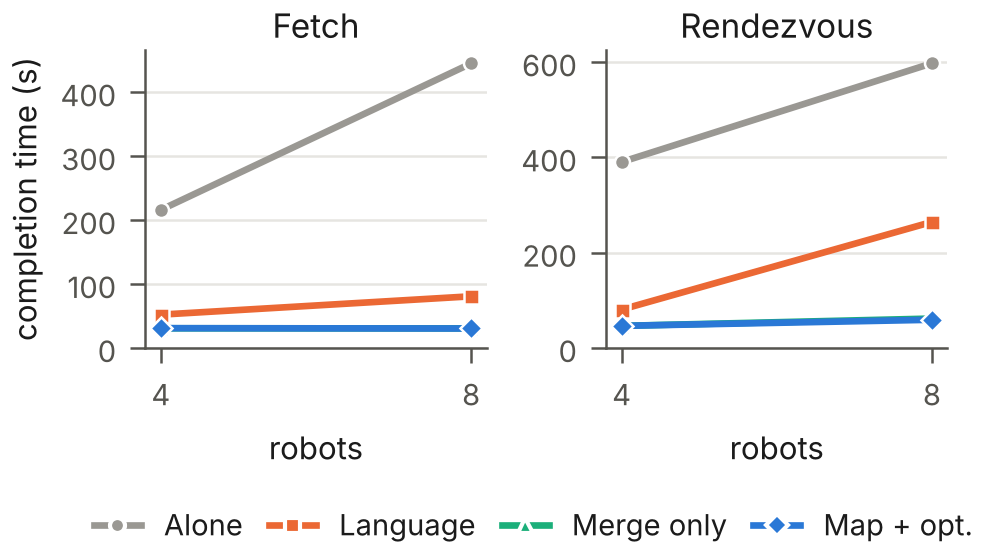 Fetch
Rendezvous
completion time (s)
400
300
200
100
0
4
8
robots
600
400
200
0
4
8
robots
Alone
Language
Merge only
Map + opt.